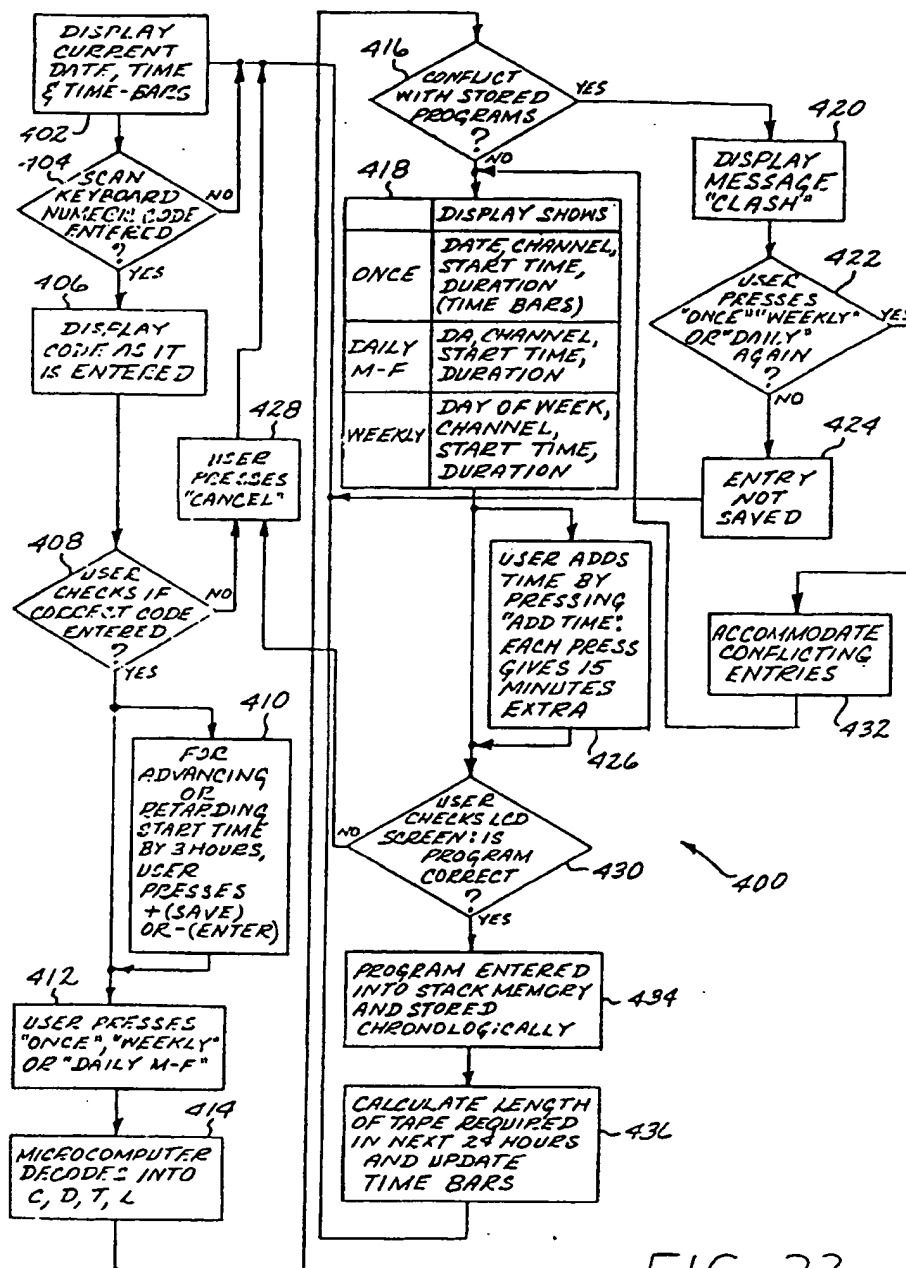 DISPLAY
CURRENT
DATE, TIME
& TIME-BARS
402
404
SCAN
KEYBOARD
NUMERIC CODE
ENTERED
?
NO
YES
406
DISPLAY
CODE AS IT
IS ENTERED
428
USER
PRESSES
"CANCEL"
408
USER
CHECKS IF
CORRECT CODE
ENTERED
?
NO
YES
410
FOR
ADVANCING
OR
RETARDING
START TIME
BY 3 HOURS,
USER
PRESSES
+(SAVE)
OR-(ENTER)
412
USER PRESSES
"ONCE", "WEEKLY"
OR "DAILY M-F"
414
MICROCOMPUTER
DECODES INTO
C, D, T, L
416
CONFLICT
WITH STORED
PROGRAMS
?
YES
NO
418
DISPLAY SHOWS
ONCE
DATE, CHANNEL,
START TIME,
DURATION
(TIME BARS)
DAILY
M-F
DA, CHANNEL,
START TIME,
DURATION
WEEKLY
DAY OF WEEK,
CHANNEL,
START TIME,
DURATION
420
DISPLAY
MESSAGE
"CLASH"
422
USER
PRESSES
"ONCE" "WEEKLY"
OR "DAILY"
AGAIN
?
YES
NO
424
ENTRY
NOT
SAVED
USER ADDS
TIME BY
PRESSING
"ADD TIME":
EACH PRESS
GIVES 15
MINUTES
EXTRA
426
ACCOMMODATE
CONFLICTING
ENTRIES
432
USER
CHECKS LCD
SCREEN: IS
PROGRAM
CORRECT
?
NO
YES
430
400
PROGRAM ENTERED
INTO STACK MEMORY
AND STORED
CHRONOLOGICALLY
434
CALCULATE LENGTH
OF TAPE REQUIRED
IN NEXT 24 HOURS
AND UPDATE
TIME BARS
436